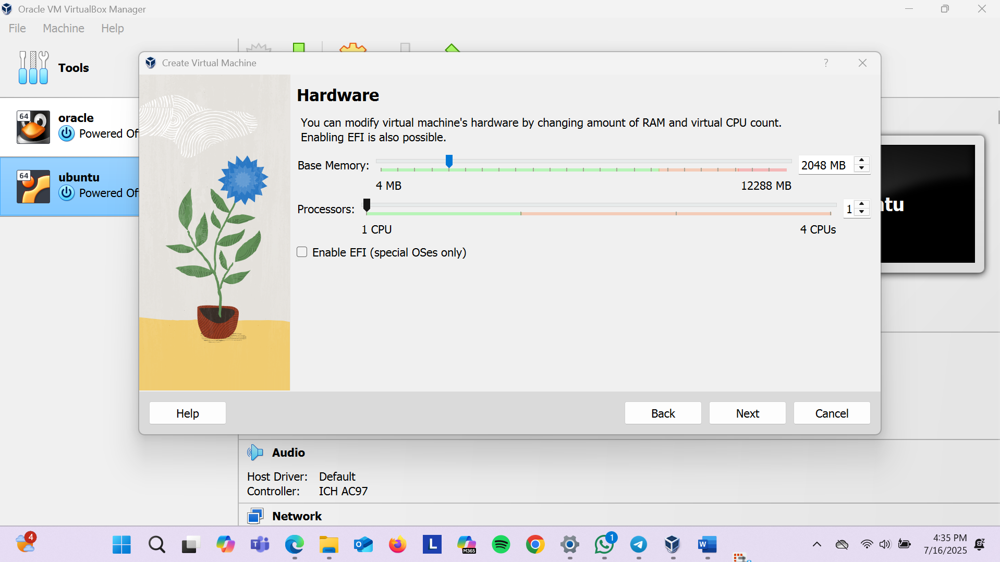 Oracle VM VirtualBox Manager
File Machine Help
Tools
Create Virtual Machine
?
Hardware
You can modify virtual machine's hardware by changing amount of RAM and virtual CPU count.
Enabling EFI is also possible.
64
oracle
Powered Of
64
ubuntu
Powered Of
Base Memory:
2048 MB
4 MB
12288 MB
Processors:
1
1 CPU
4 CPUs
Enable EFI (special OSes only)
ntu
Help
Back
Next
Cancel
Audio
Host Driver: Default
Controller: ICH AC97
Network
4
T
O
L
M365
1
W
4:35 PM
7/16/2025